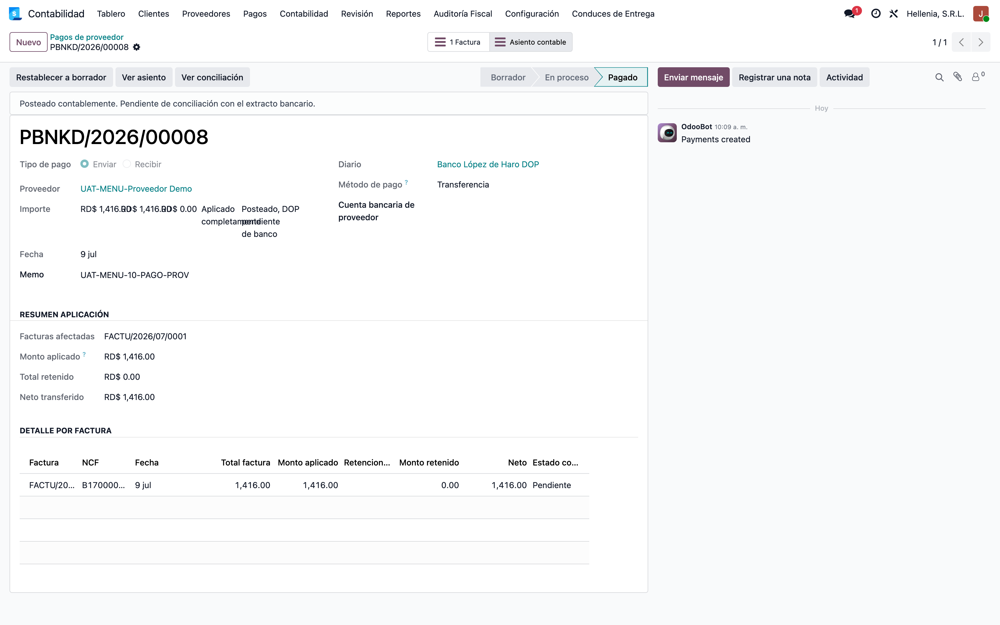 Contabilidad Tablero Clientes Proveedores Pagos Contabilidad Revisión Reportes Auditoría Fiscal Configuración Conduces de Entrega 1 Hellenia, S.R.L. J
Nuevo Pagos de proveedor
PBNKD/2026/00008
1 Factura Asiento contable
1 / 1
Restablecer a borrador Ver asiento Ver conciliación Borrador En proceso Pagado Enviar mensaje Registrar una nota Actividad 0
Posteado contablemente. Pendiente de conciliación con el extracto bancario.
Hoy
OdooBot 10:09 a. m.
Payments created
PBNKD/2026/00008
Tipo de pago Enviar Recibir
Proveedor UAT-MENU-Proveedor Demo
Importe RD$ 1,416.00 RD$ 1,416.00 RD$ 0.00 Aplicado completamente Posteado, pendiente de banco DOP
Fecha 9 jul
Memo UAT-MENU-10-PAGO-PROV
Diario Banco López de Haro DOP
Método de pago ? Transferencia
Cuenta bancaria de
proveedor
RESUMEN APLICACIÓN
Facturas afectadas FACTU/2026/07/0001
Monto aplicado ? RD$ 1,416.00
Total retenido RD$ 0.00
Neto transferido RD$ 1,416.00
DETALLE POR FACTURA
Factura NCF Fecha Total factura Monto aplicado Retencion... Monto retenido Neto Estado co...
FACTU/20... B170000... 9 jul 1,416.00 1,416.00 0.00 1,416.00 Pendiente